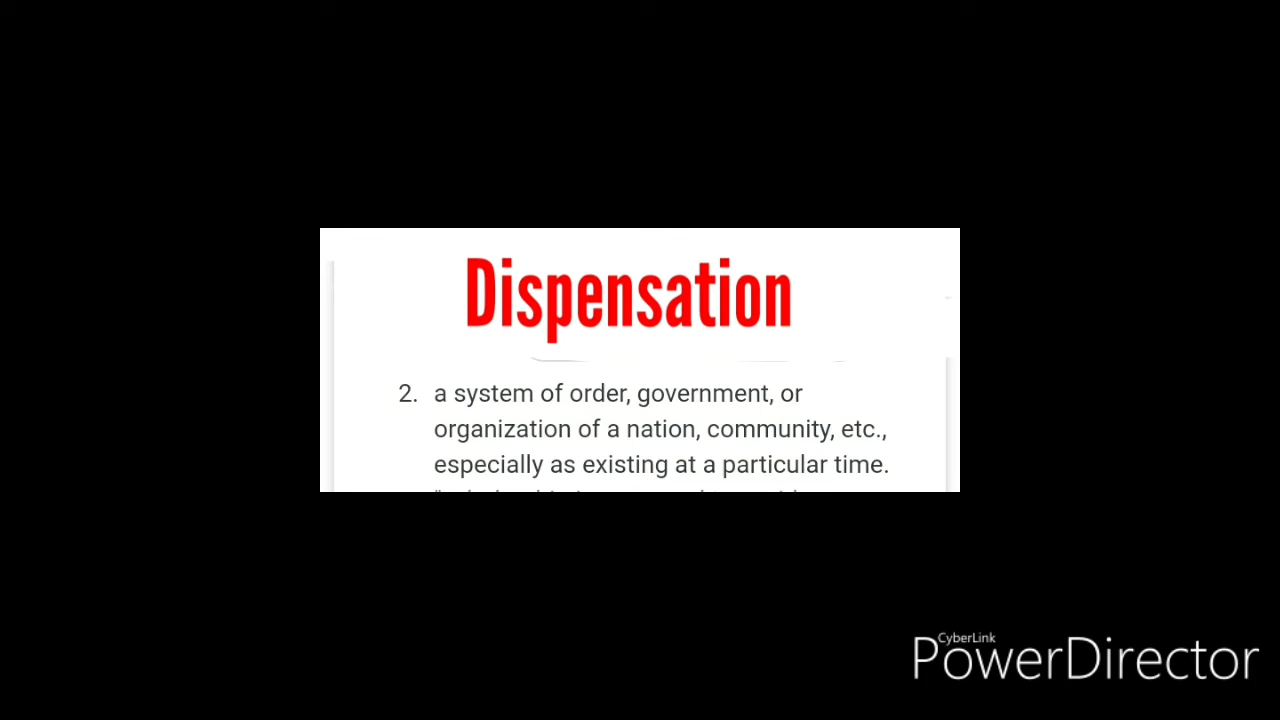 Dispensation
2. a system of order, government, or
organization of a nation, community, etc.,
especially as existing at a particular time.
CyberLink
PowerDirector